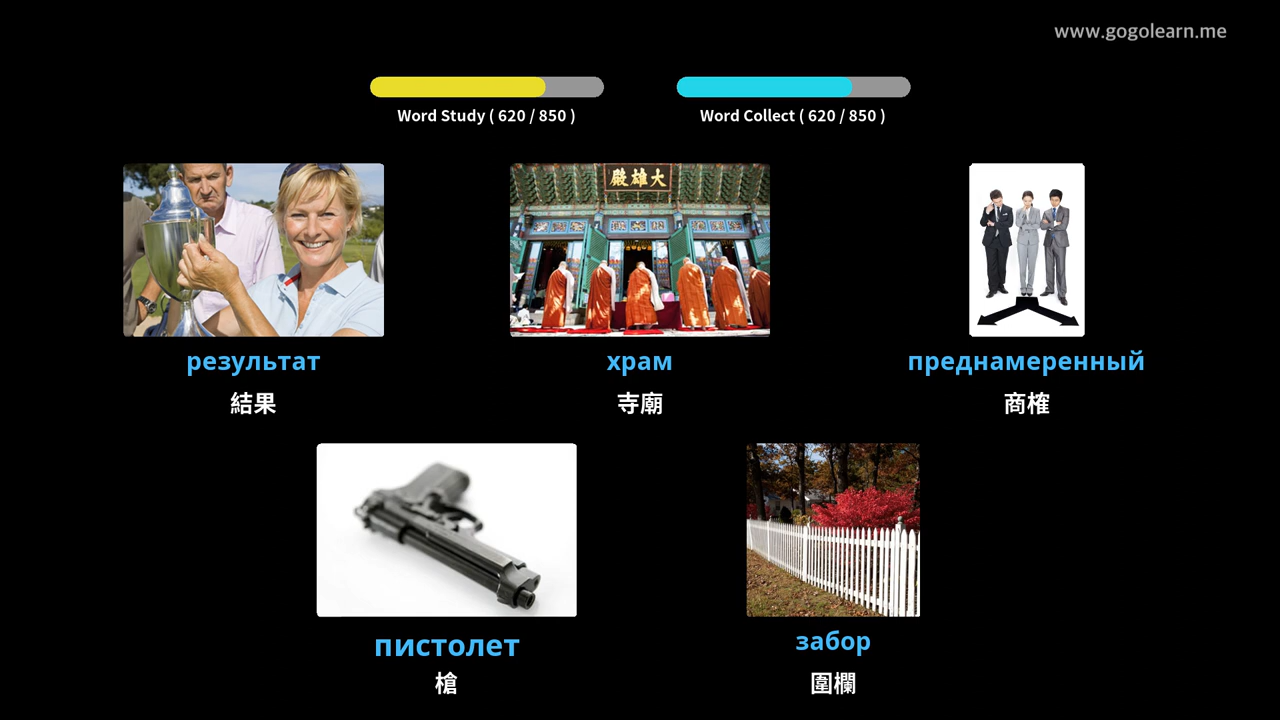 www.gogolearn.me
Word Study ( 620 / 850 )
Word Collect ( 620 / 850 )
大雄殿
результат
храм
преднамеренный
結果
寺廟
商榷
пистолет
забор
槍
圍欄